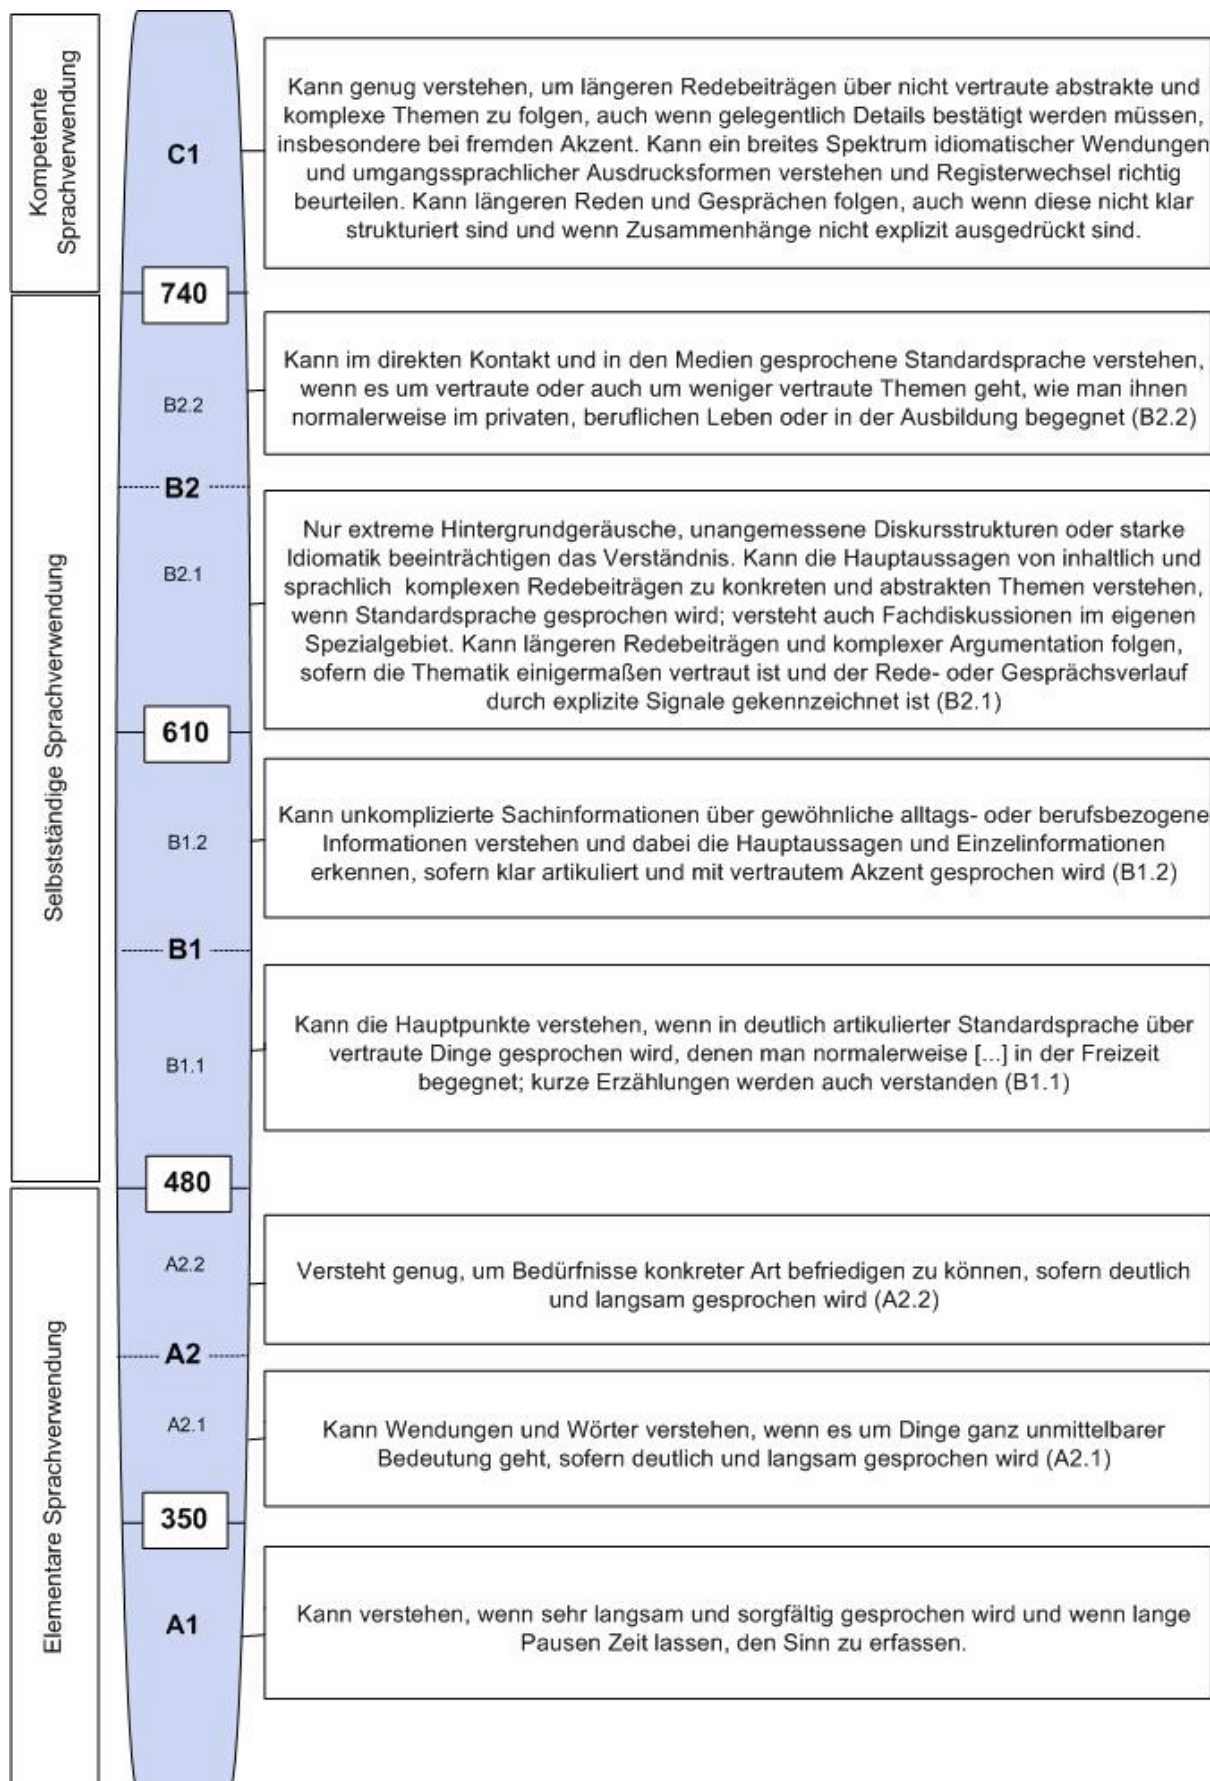 Kompetente
Sprachverwendung
C1
Kann genug verstehen, um längeren Redebeiträgen über nicht vertraute abstrakte und
komplexe Themen zu folgen, auch wenn gelegentlich Details bestätigt werden müssen,
insbesondere bei fremden Akzent. Kann ein breites Spektrum idiomatischer Wendungen
und umgangssprachlicher Ausdrucksformen verstehen und Registerwechsel richtig
beurteilen. Kann längeren Reden und Gesprächen folgen, auch wenn diese nicht klar
strukturiert sind und wenn Zusammenhänge nicht explizit ausgedrückt sind.
740
Selbstständige Sprachverwendung
B2.2
Kann im direkten Kontakt und in den Medien gesprochene Standardsprache verstehen,
wenn es um vertraute oder auch um weniger vertraute Themen geht, wie man ihnen
normalerweise im privaten, beruflichen Leben oder in der Ausbildung begegnet (B2.2)
B2
B2.1
Nur extreme Hintergrundgeräusche, unangemessene Diskursstrukturen oder starke
Idiomatik beeinträchtigen das Verständnis. Kann die Hauptaussagen von inhaltlich und
sprachlich komplexen Redebeiträgen zu konkreten und abstrakten Themen verstehen,
wenn Standardsprache gesprochen wird; versteht auch Fachdiskussionen im eigenen
Spezialgebiet. Kann längeren Redebeiträgen und komplexer Argumentation folgen,
sofern die Thematik einigermaßen vertraut ist und der Rede- oder Gesprächsverlauf
durch explizite Signale gekennzeichnet ist (B2.1)
610
B1.2
Kann unkomplizierte Sachinformationen über gewöhnliche alltags- oder berufsbezogene
Informationen verstehen und dabei die Hauptaussagen und Einzelinformationen
erkennen, sofern klar artikuliert und mit vertrautem Akzent gesprochen wird (B1.2)
B1
B1.1
Kann die Hauptpunkte verstehen, wenn in deutlich artikulierter Standardsprache über
vertraute Dinge gesprochen wird, denen man normalerweise [...] in der Freizeit
begegnet; kurze Erzählungen werden auch verstanden (B1.1)
480
Elementare Sprachverwendung
A2.2
Versteht genug, um Bedürfnisse konkreter Art befriedigen zu können, sofern deutlich
und langsam gesprochen wird (A2.2)
A2
A2.1
Kann Wendungen und Wörter verstehen, wenn es um Dinge ganz unmittelbarer
Bedeutung geht, sofern deutlich und langsam gesprochen wird (A2.1)
350
A1
Kann verstehen, wenn sehr langsam und sorgfältig gesprochen wird und wenn lange
Pausen Zeit lassen, den Sinn zu erfassen.